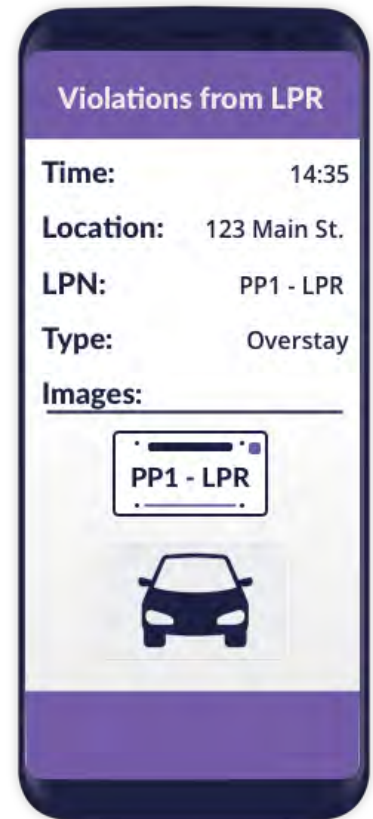 Violations from LPR
Time: 14:35
Location: 123 Main St.
LPN: PP1 - LPR
Type: Overstay
Images:
PP1 - LPR